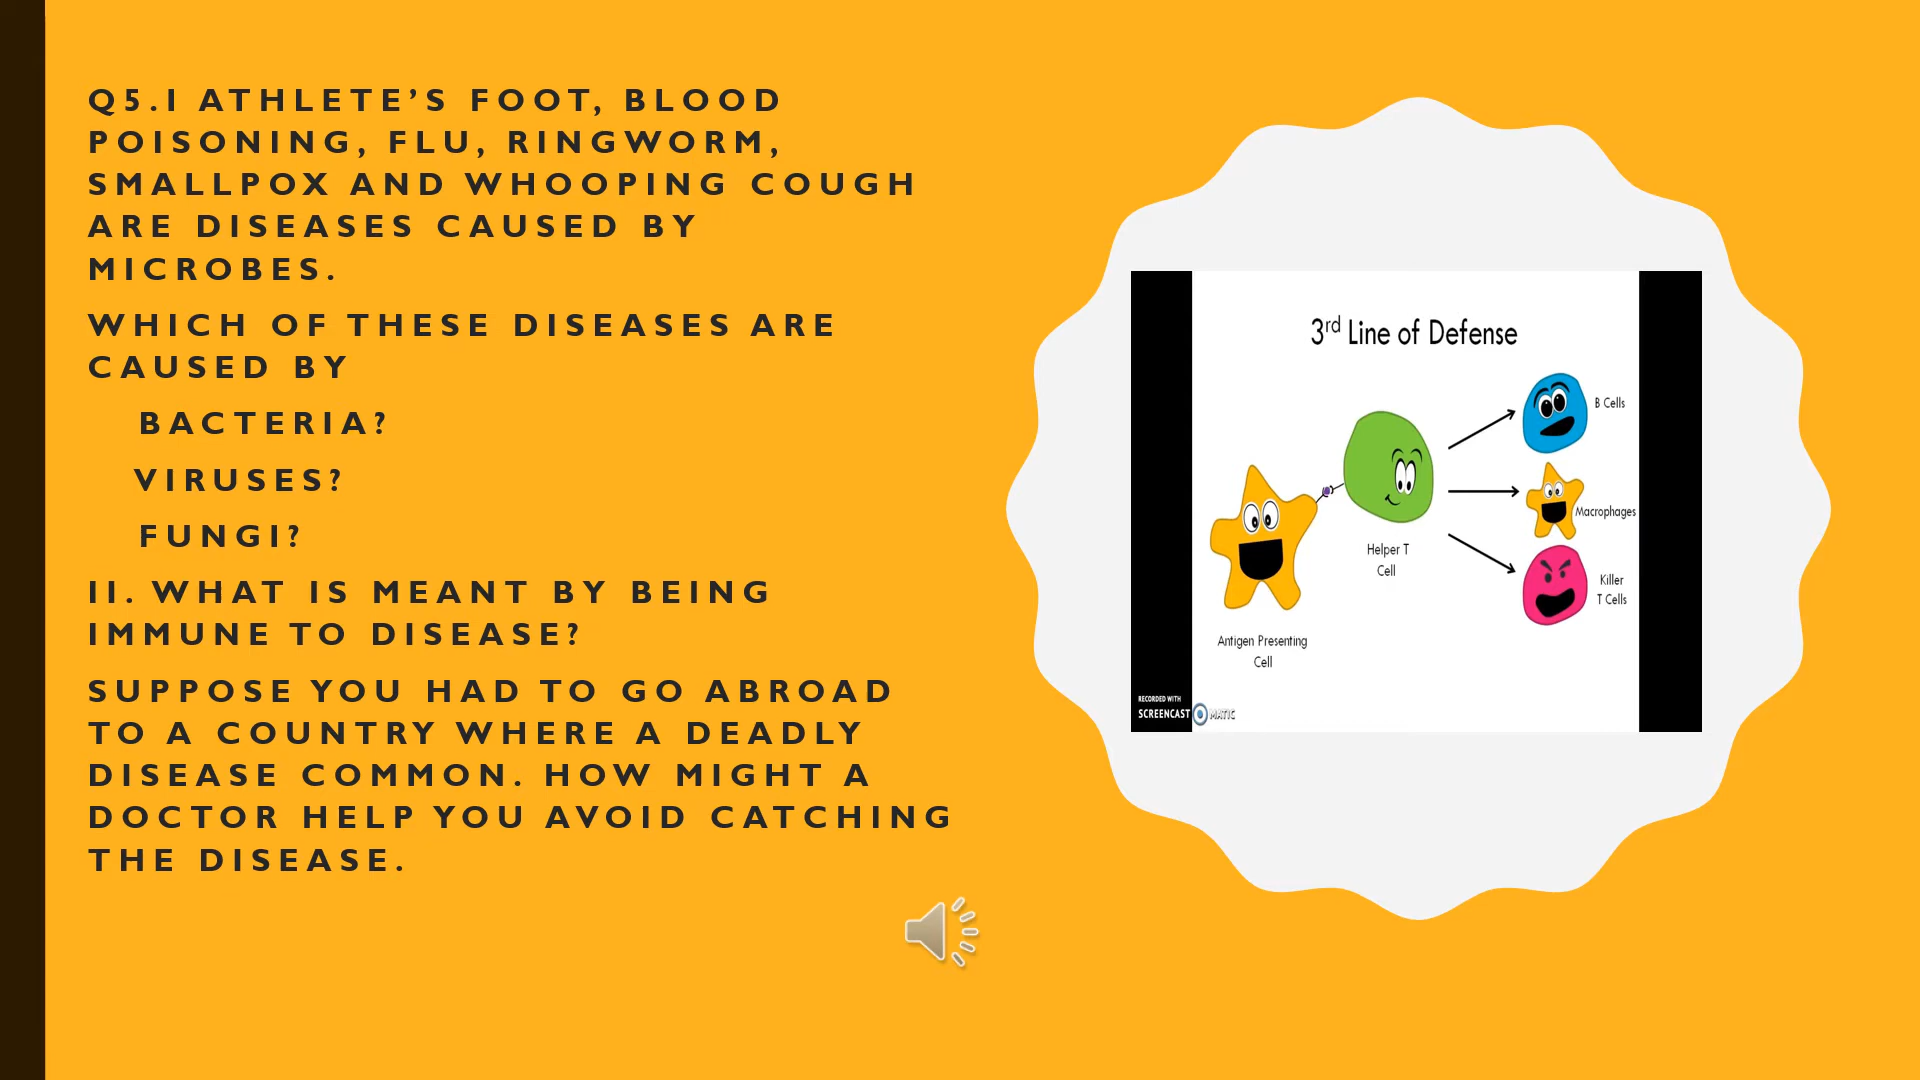 Q5.I ATHLETE’S FOOT, BLOOD
POISONING, FLU, RINGWORM,
SMALLPOX AND WHOOPING COUGH
ARE DISEASES CAUSED BY
MICROBES.
WHICH OF THESE DISEASES ARE
CAUSED BY
BACTERIA?
VIRUSES?
FUNGI?
II. WHAT IS MEANT BY BEING
IMMUNE TO DISEASE?
SUPPOSE YOU HAD TO GO ABROAD
TO A COUNTRY WHERE A DEADLY
DISEASE COMMON. HOW MIGHT A
DOCTOR HELP YOU AVOID CATCHING
THE DISEASE.
3rd Line of Defense
B Cells
Macrophages
Helper T
Cell
Killer
T Cells
Antigen Presenting
Cell
RECORDED WITH
SCREENCAST MATIC